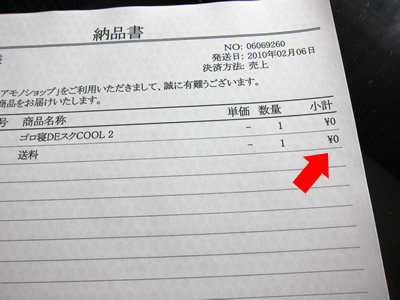 納品書
NO: 06069260
発送日: 2010年02月06日
決済方法: 売上
アモノショップ」をご利用いただきまして、誠に有難うございます。
商品をお届けいたします。
号 商品名称 単価 数量 小計
ゴロ寝DEスクCOOL 2 − 1 ¥0
送料 − 1 ¥0